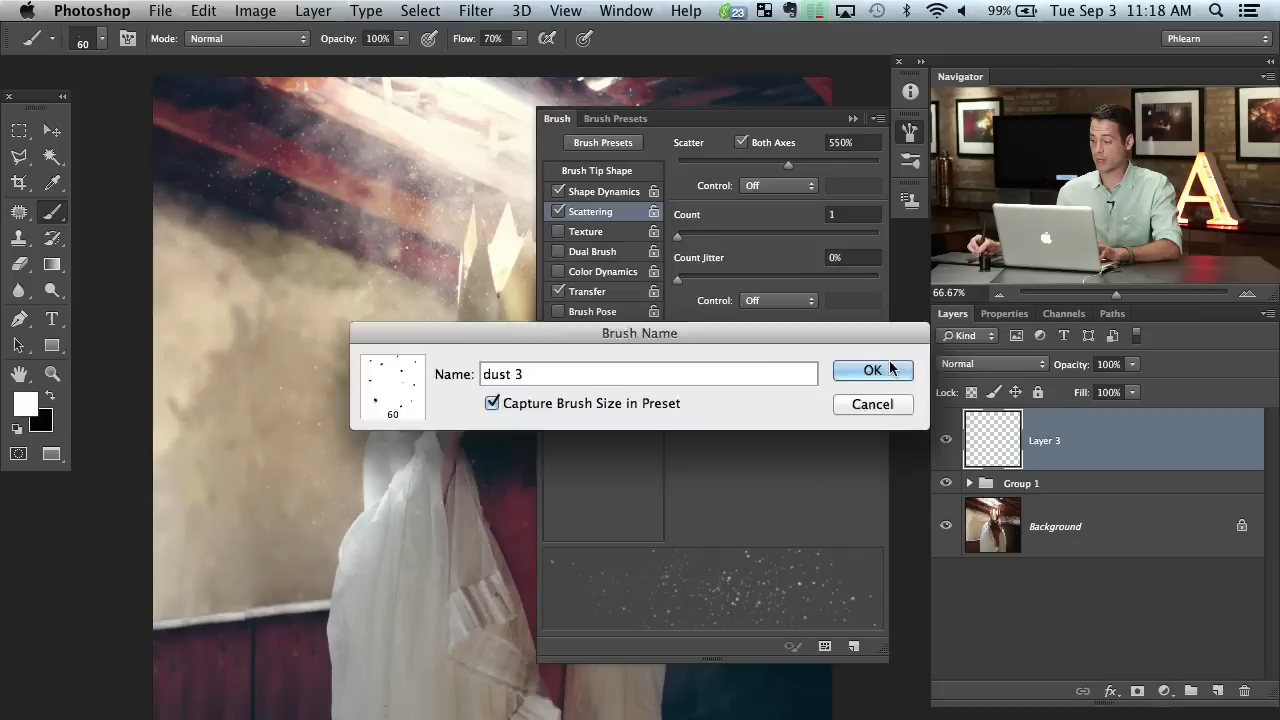 Photoshop File Edit Image Layer Type Select Filter 3D View Window Help 23 99% Tue Sep 3 11:18 AM
60 Mode: Normal Opacity: 100% Flow: 70% Phlearn
Brush Brush Presets
Brush Presets
Brush Tip Shape
Shape Dynamics
Scattering
Texture
Dual Brush
Color Dynamics
Transfer
Brush Pose
Scatter Both Axes 550%
Control: Off
Count 1
Count Jitter 0%
Control: Off
Brush Name
Name: dust 3
Capture Brush Size in Preset
60
OK
Cancel
Navigator
A
66.67%
Layers Properties Channels Paths
Kind
Normal Opacity: 100%
Lock: Fill: 100%
Layer 3
Group 1
Background
fx